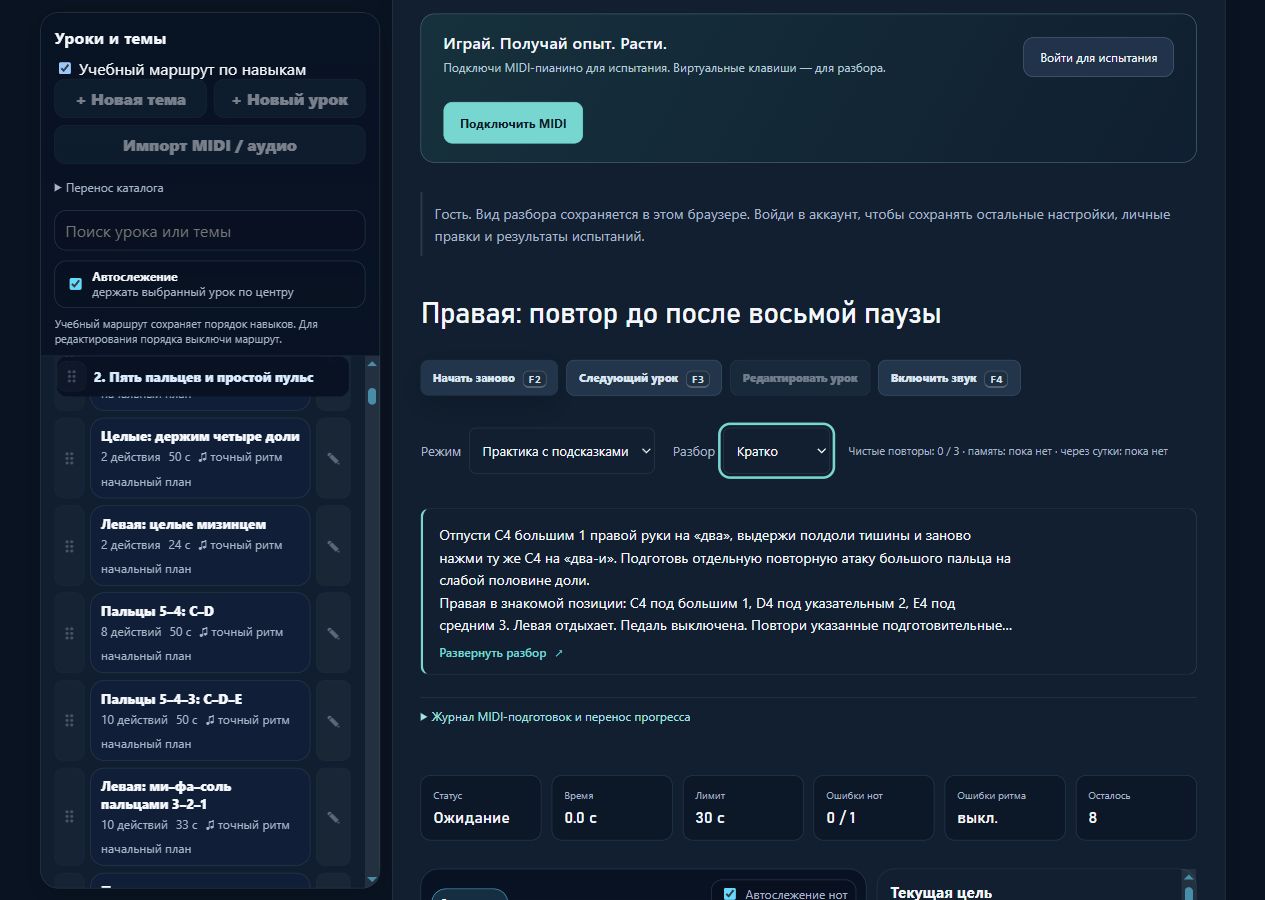 Уроки и темы
Учебный маршрут по навыкам
+ Новая тема
+ Новый урок
Импорт MIDI / аудио
Перенос каталога
Поиск урока или темы
Автослежение
держать выбранный урок по центру
Учебный маршрут сохраняет порядок навыков. Для
редактирования порядка выключи маршрут.
2. Пять пальцев и простой пульс
начальный план
Целые: держим четыре доли
2 действия 50 с ♫ точный ритм
начальный план
Левая: целые мизинцем
2 действия 24 с ♫ точный ритм
начальный план
Пальцы 5–4: C–D
8 действий 50 с ♫ точный ритм
начальный план
Пальцы 5–4–3: C–D–E
10 действий 50 с ♫ точный ритм
начальный план
Левая: ми–фа–соль
пальцами 3–2–1
10 действий 33 с ♫ точный ритм
начальный план
Играй. Получай опыт. Расти.
Подключи MIDI-пианино для испытания. Виртуальные клавиши — для разбора.
Войти для испытания
Подключить MIDI
Гость. Вид разбора сохраняется в этом браузере. Войди в аккаунт, чтобы сохранять остальные настройки, личные
правки и результаты испытаний.
Правая: повтор до после восьмой паузы
Начать заново F2
Следующий урок F3
Редактировать урок
Включить звук F4
Режим
Практика с подсказками
Разбор
Кратко
Чистые повторы: 0 / 3 · память: пока нет · через сутки: пока нет
Отпусти C4 большим 1 правой руки на «два», выдержи полдоли тишины и заново
нажми ту же C4 на «два-и». Подготовь отдельную повторную атаку большого пальца на
слабой половине доли.
Правая в знакомой позиции: C4 под большим 1, D4 под указательным 2, E4 под
средним 3. Левая отдыхает. Педаль выключена. Повтори указанные подготовительные...
Развернуть разбор ↗
Журнал MIDI-подготовок и перенос прогресса
Статус
Ожидание
Время
0.0 с
Лимит
30 с
Ошибки нот
0 / 1
Ошибки ритма
выкл.
Осталось
8
Автослежение нот
Текущая цель